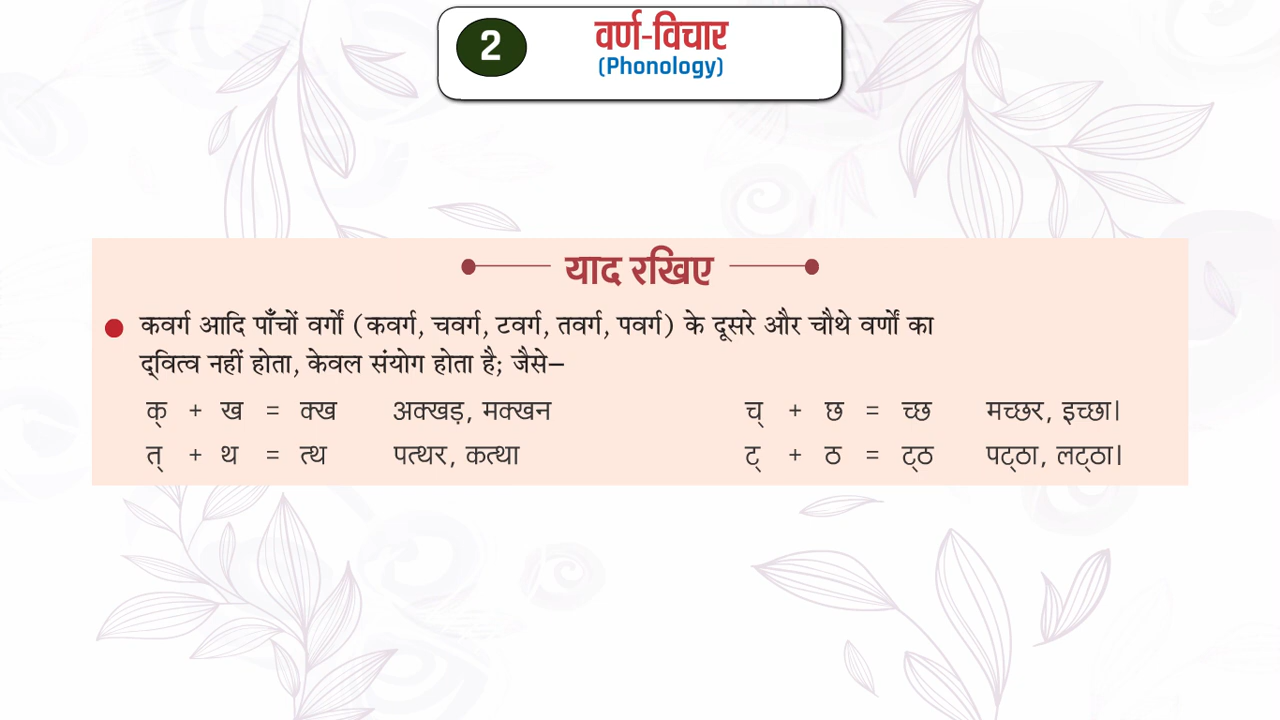 2
वर्ण-विचार
(Phonology)
याद रखिए
कवर्ग आदि पाँचों वर्गों (कवर्ग, चवर्ग, टवर्ग, तवर्ग, पवर्ग) के दूसरे और चौथे वर्णों का
द्‌वित्व नहीं होता, केवल संयोग होता है; जैसे–
क् + ख = क्ख अक्खड़, मक्खन च् + छ = च्छ मच्छर, इच्छा।
त् + थ = त्थ पत्थर, कत्था ट् + ठ = ट्‌ठ पट्‌ठा, लट्‌ठा।